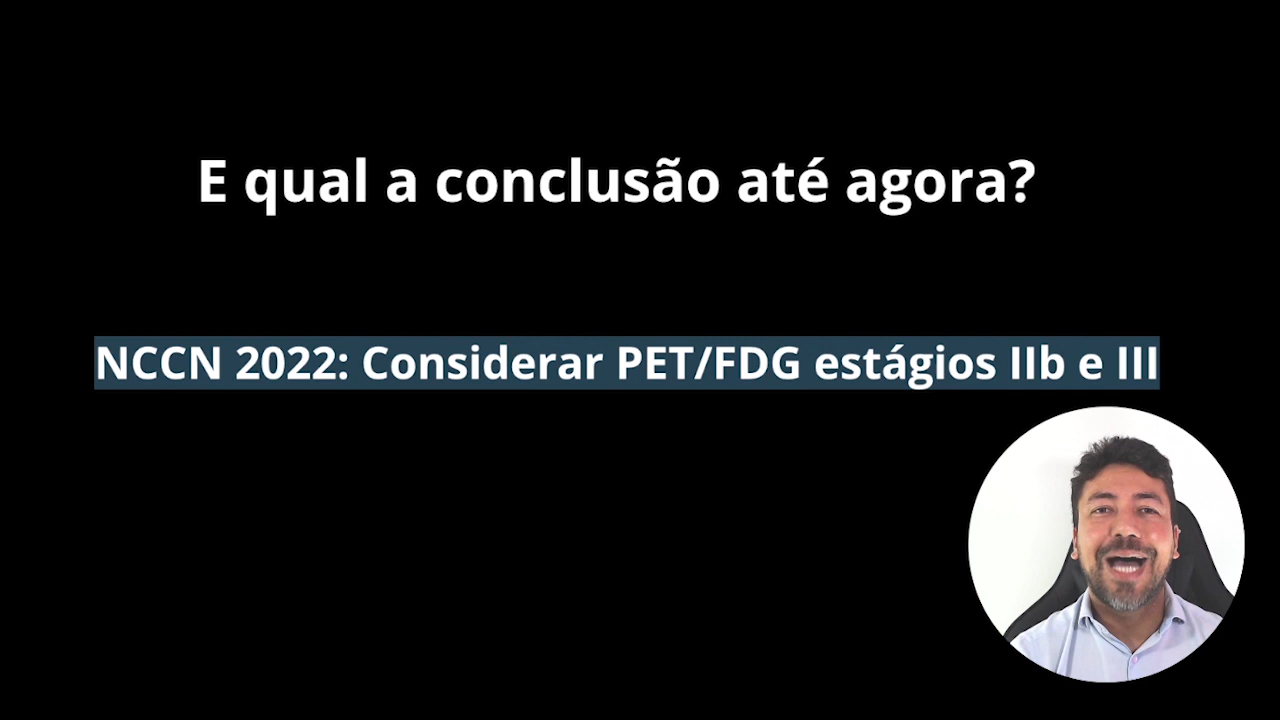 E qual a conclusão até agora?
NCCN 2022: Considerar PET/FDG estágios IIb e III